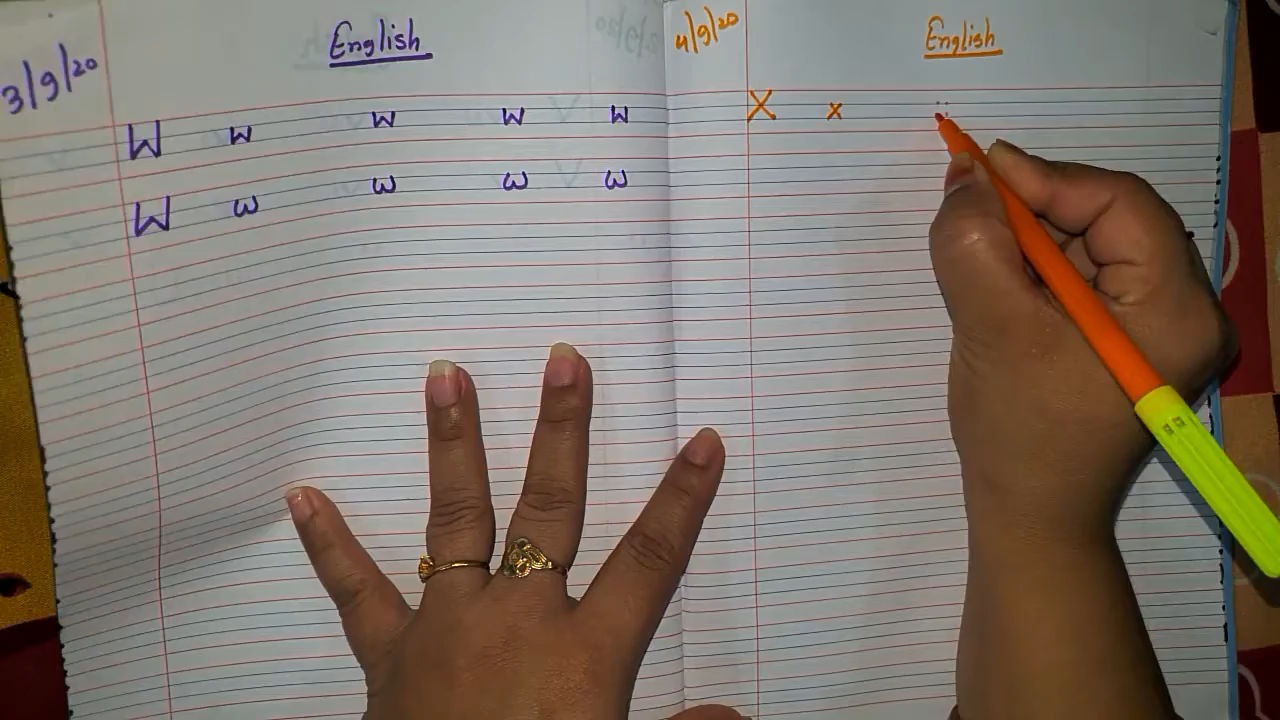 3/9/20
English
W w w w w
W w w w w
4/9/20
English
X x